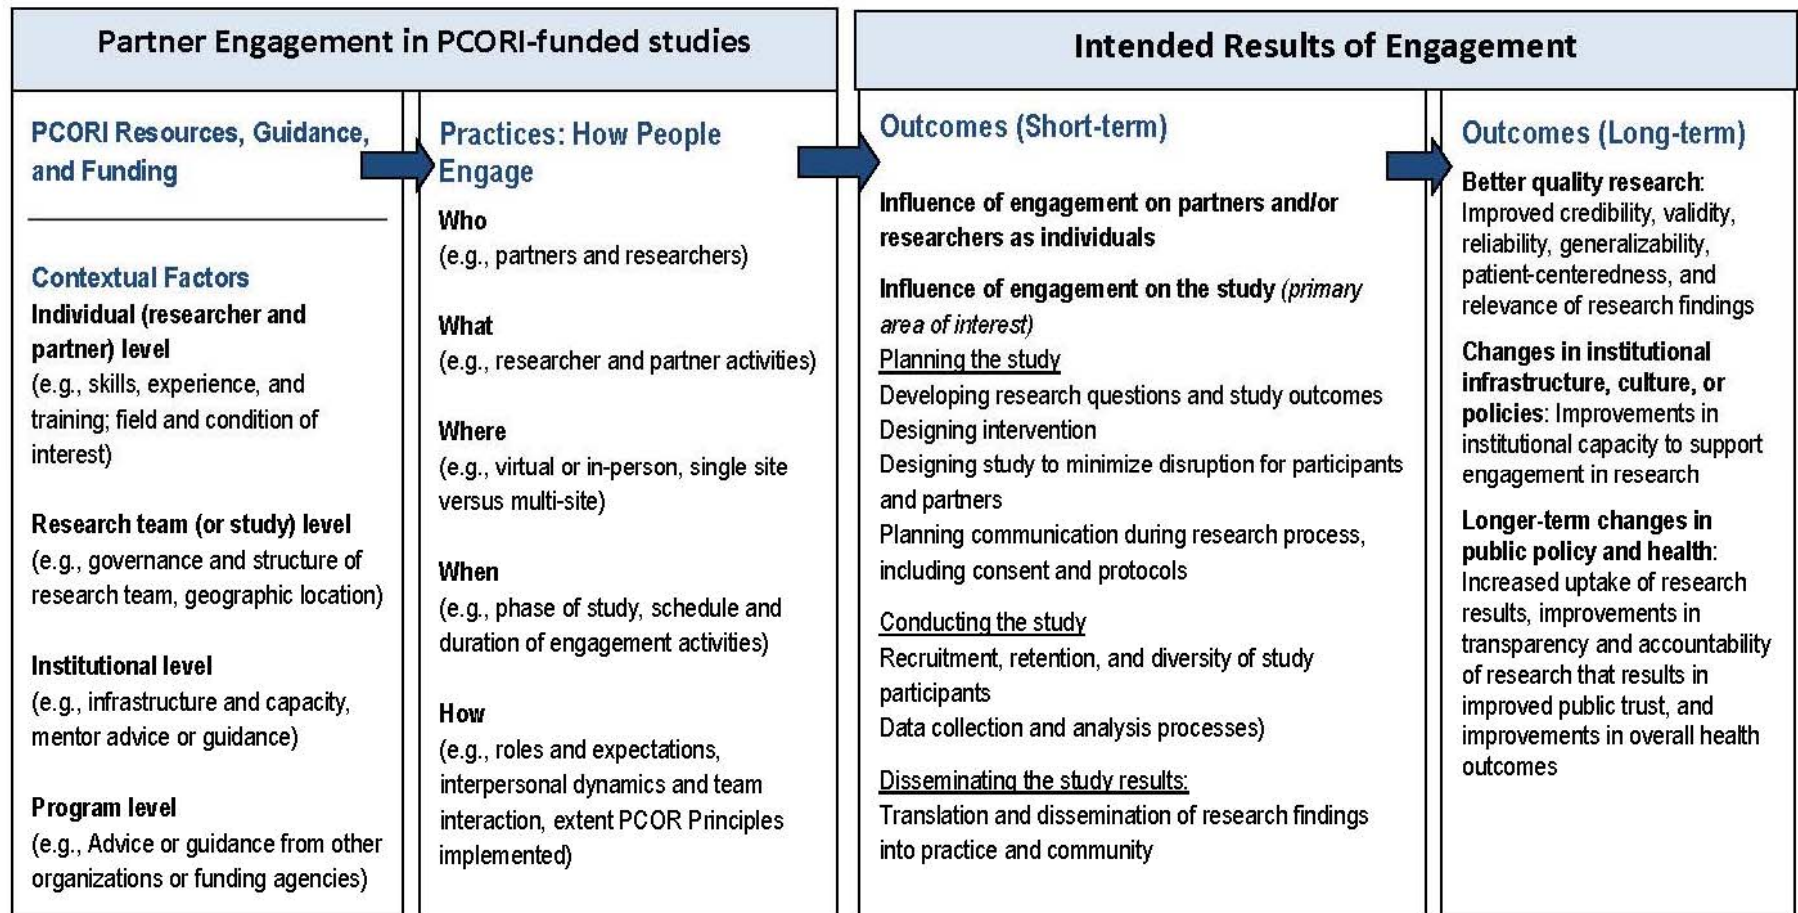 Partner Engagement in PCORI-funded studies
PCORI Resources, Guidance,
and Funding
Contextual Factors
Individual (researcher and
partner) level
(e.g., skills, experience, and
training; field and condition of
interest)
Research team (or study) level
(e.g., governance and structure of
research team, geographic location)
Institutional level
(e.g., infrastructure and capacity,
mentor advice or guidance)
Program level
(e.g., Advice or guidance from other
organizations or funding agencies)
Practices: How People
Engage
Who
(e.g., partners and researchers)
What
(e.g., researcher and partner activities)
Where
(e.g., virtual or in-person, single site
versus multi-site)
When
(e.g., phase of study, schedule and
duration of engagement activities)
How
(e.g., roles and expectations,
interpersonal dynamics and team
interaction, extent PCOR Principles
implemented)
Intended Results of Engagement
Outcomes (Short-term)
Influence of engagement on partners and/or
researchers as individuals
Influence of engagement on the study (primary
area of interest)
Planning the study
Developing research questions and study outcomes
Designing intervention
Designing study to minimize disruption for participants
and partners
Planning communication during research process,
including consent and protocols
Conducting the study
Recruitment, retention, and diversity of study
participants
Data collection and analysis processes)
Disseminating the study results:
Translation and dissemination of research findings
into practice and community
Outcomes (Long-term)
Better quality research:
Improved credibility, validity,
reliability, generalizability,
patient-centeredness, and
relevance of research findings
Changes in institutional
infrastructure, culture, or
policies: Improvements in
institutional capacity to support
engagement in research
Longer-term changes in
public policy and health:
Increased uptake of research
results, improvements in
transparency and accountability
of research that results in
improved public trust, and
improvements in overall health
outcomes